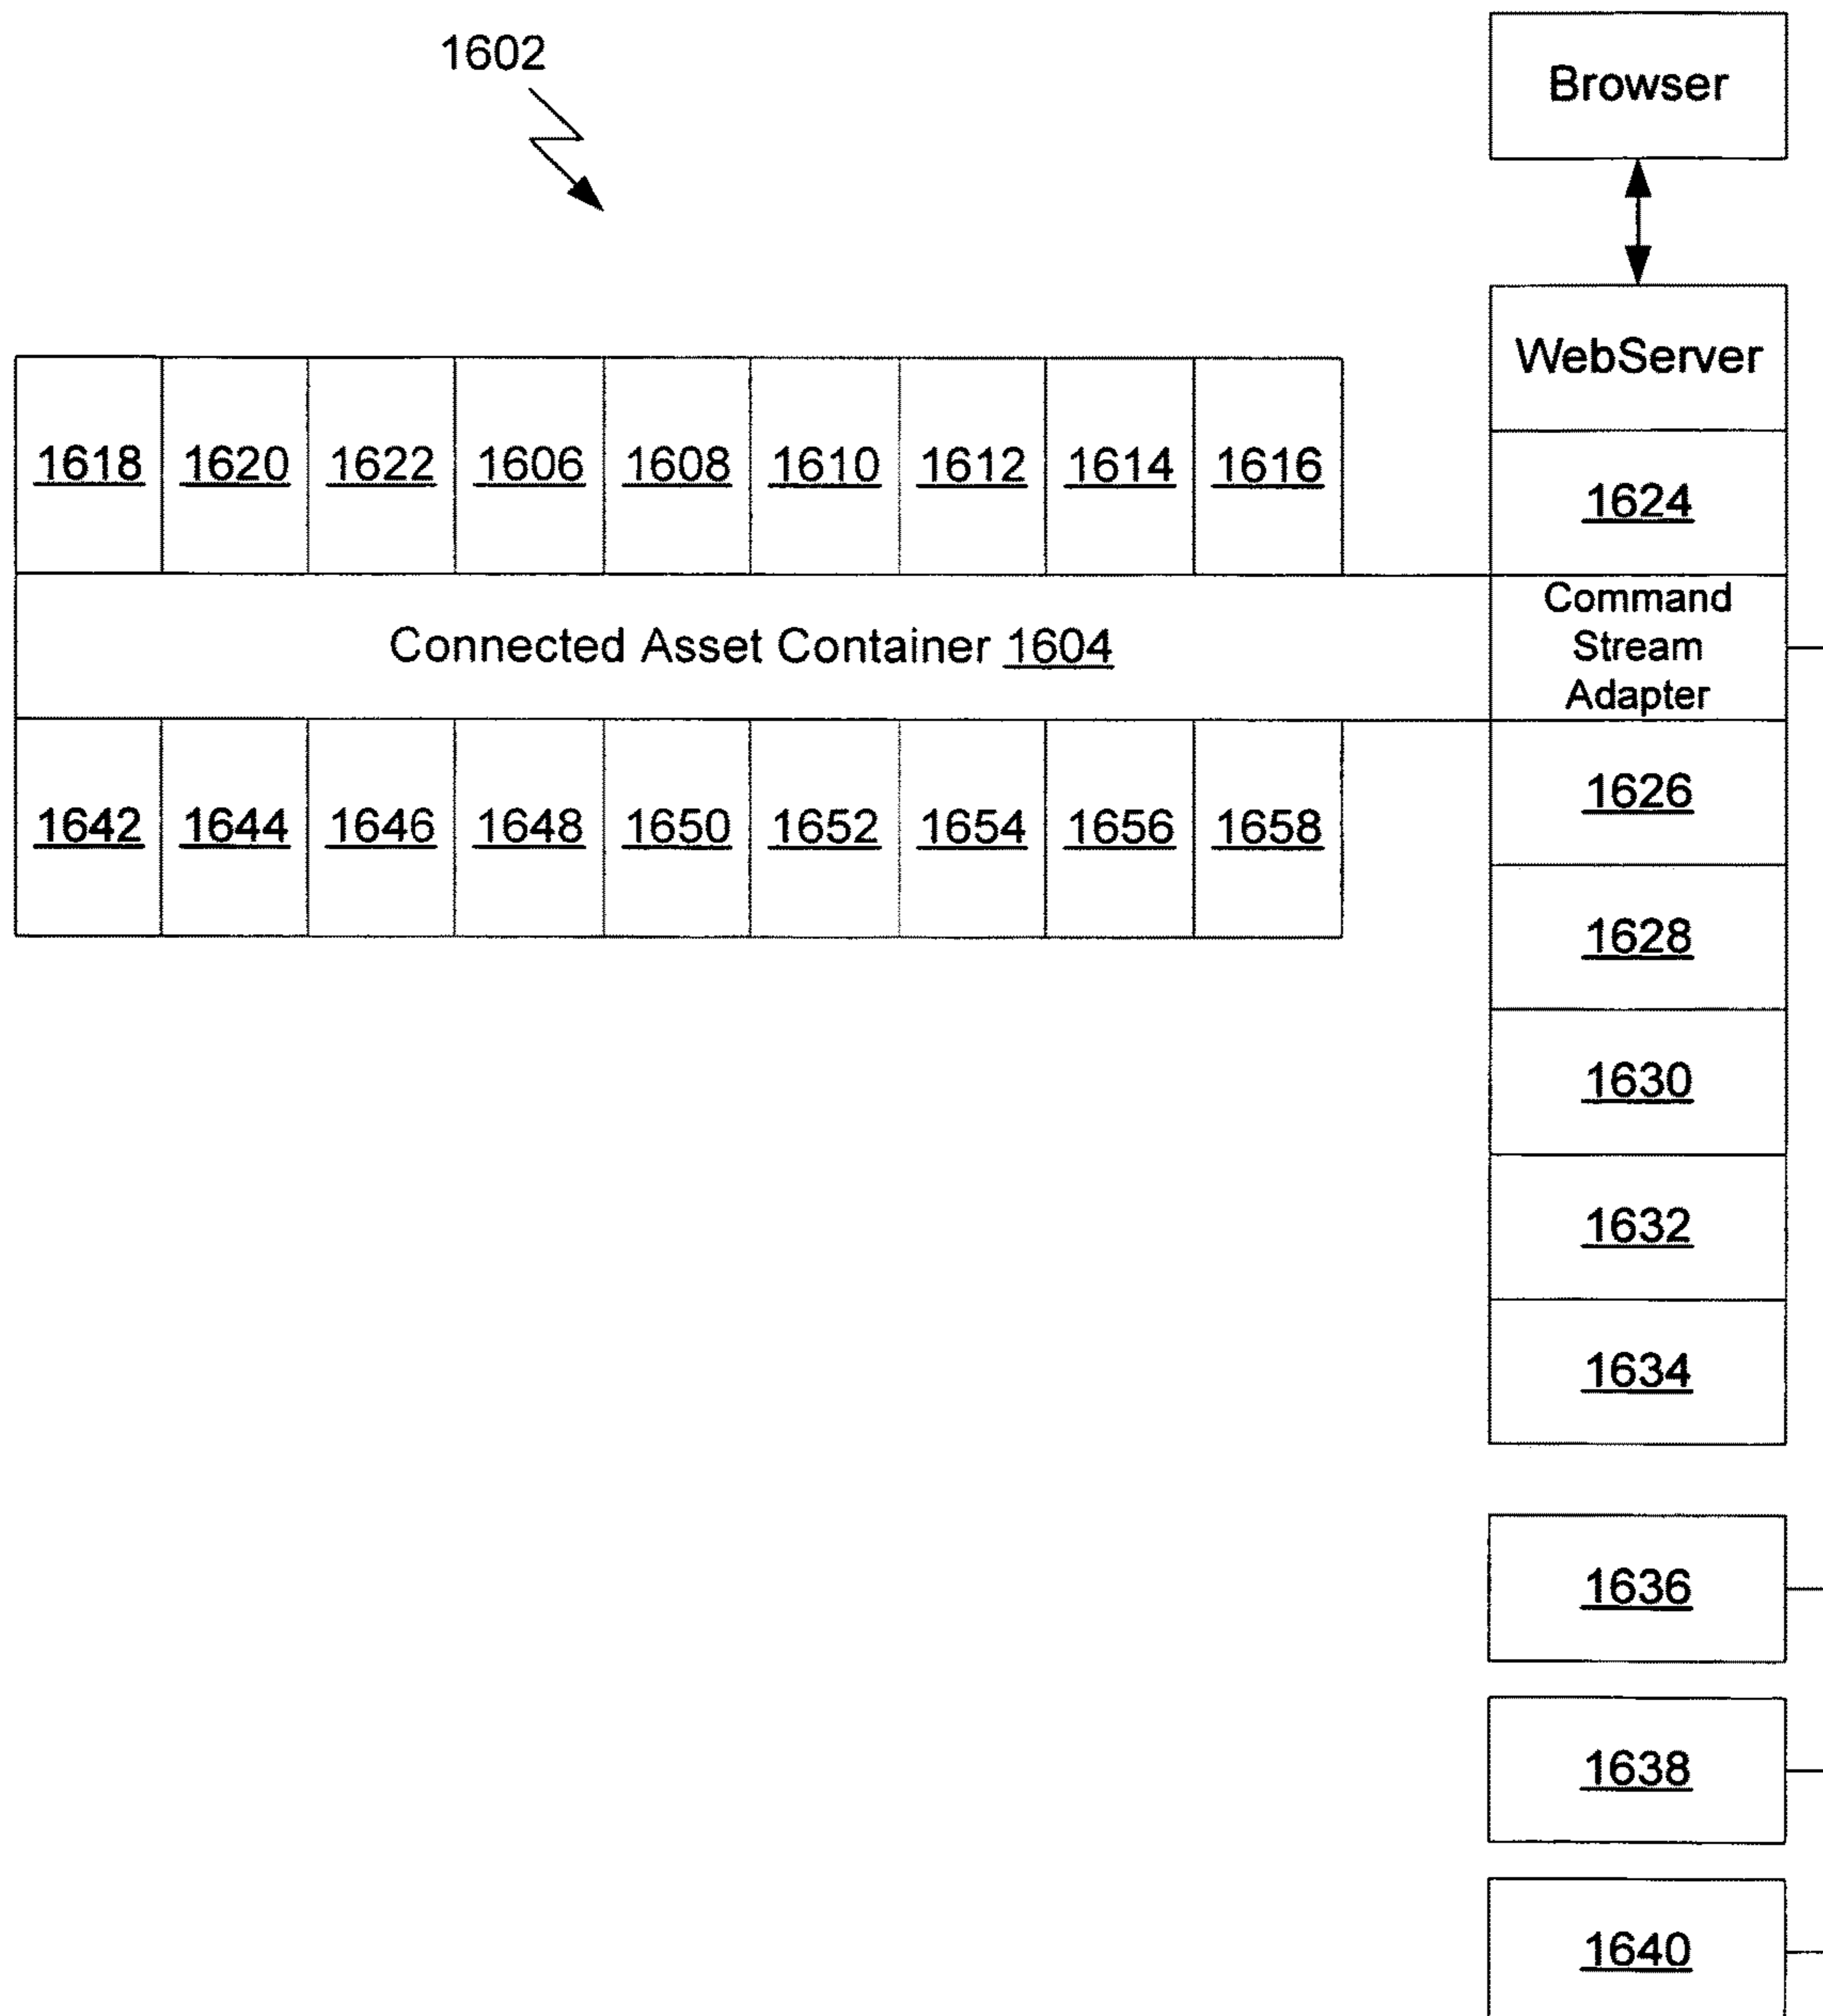 1602
Browser
WebServer
1618 1620 1622 1606 1608 1610 1612 1614 1616
1624
Connected Asset Container 1604
Command
Stream
Adapter
1642 1644 1646 1648 1650 1652 1654 1656 1658
1626
1628
1630
1632
1634
1636
1638
1640